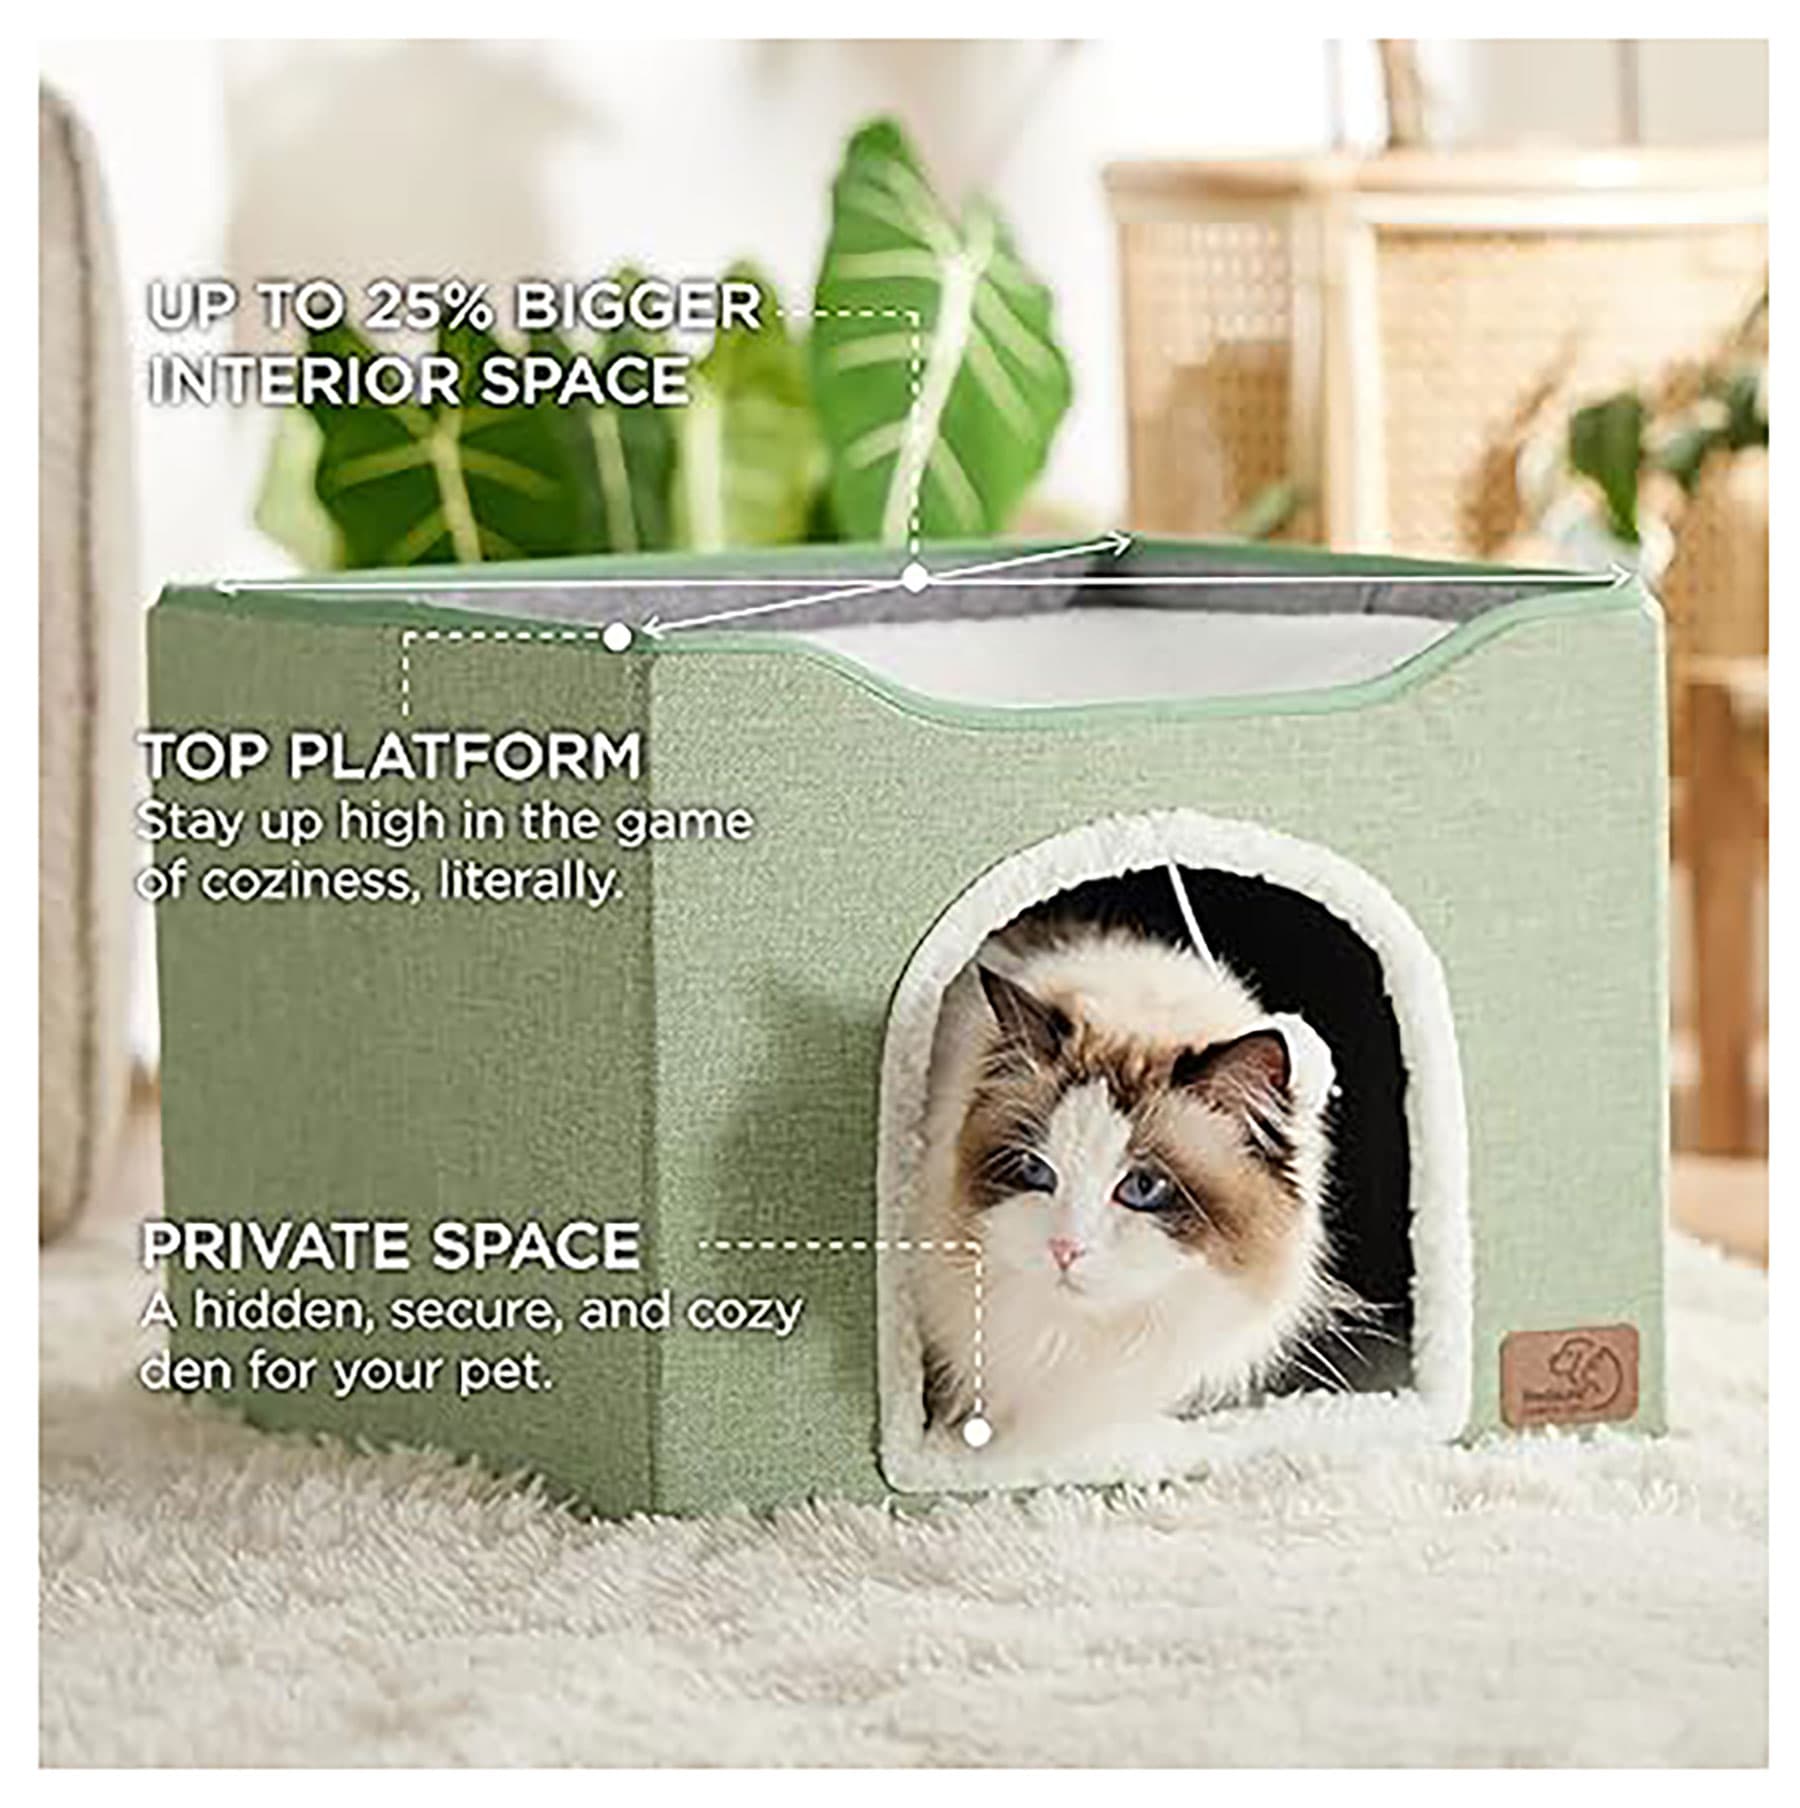 UP TO 25% BIGGER
INTERIOR SPACE
TOP PLATFORM
Stay up high in the game
of coziness, literally.
PRIVATE SPACE
A hidden, secure, and cozy
den for your pet.